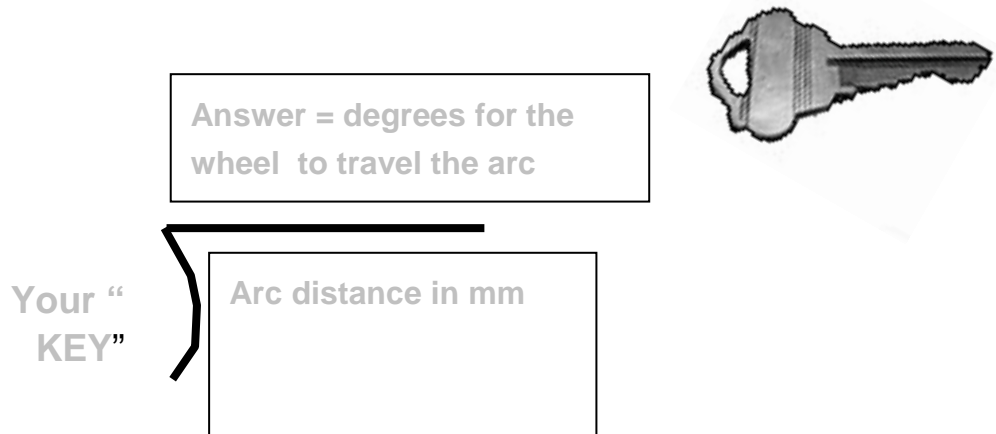 Answer = degrees for the
wheel to travel the arc
Your “
KEY”
Arc distance in mm